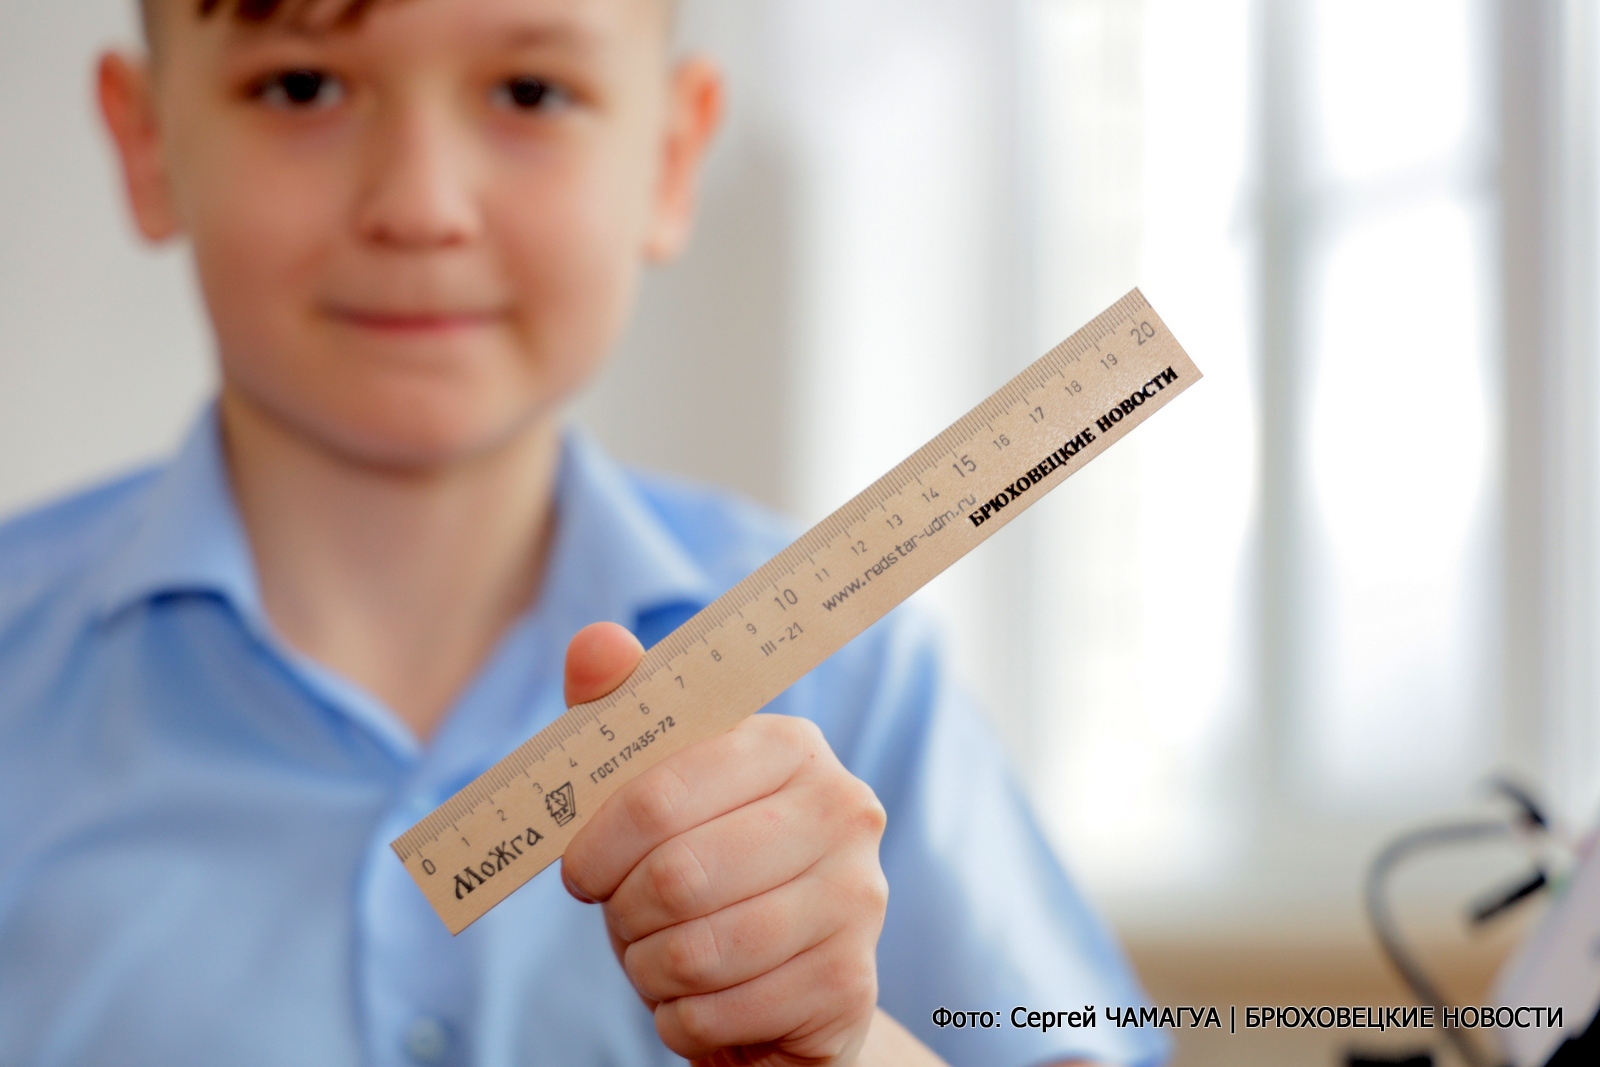 0 1 2 3 4 5 6 7 8 9 10 11 12 13 14 15 16 17 18 19 20
МоЖга
ГОСТ 17435-72
III-21
www.redstar-udm.ru
БРЮХОВЕЦКИЕ НОВОСТИ
Фото: Сергей ЧАМАГУА | БРЮХОВЕЦКИЕ НОВОСТИ